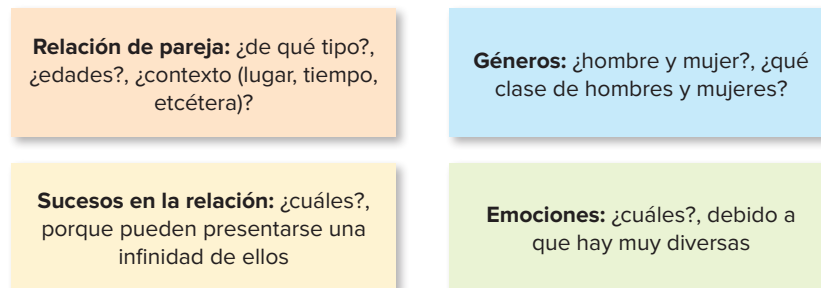 Relación de pareja: ¿de qué tipo?,
¿edades?, ¿contexto (lugar, tiempo,
etcétera)?
Géneros: ¿hombre y mujer?, ¿qué
clase de hombres y mujeres?
Sucesos en la relación: ¿cuáles?,
porque pueden presentarse una
infinidad de ellos
Emociones: ¿cuáles?, debido a
que hay muy diversas